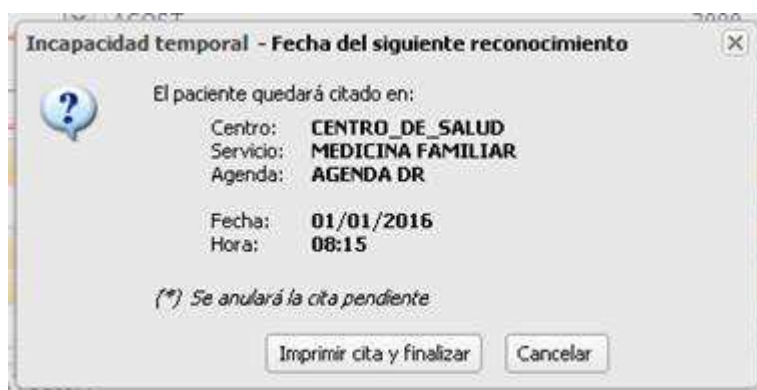 Incapacidad temporal - Fecha del siguiente reconocimiento
El paciente quedará citado en:
Centro: CENTRO_DE_SALUD
Servicio: MEDICINA FAMILIAR
Agenda: AGENDA DR
Fecha: 01/01/2016
Hora: 08:15
(*) Se anulará la cita pendiente
Imprimir cita y finalizar Cancelar